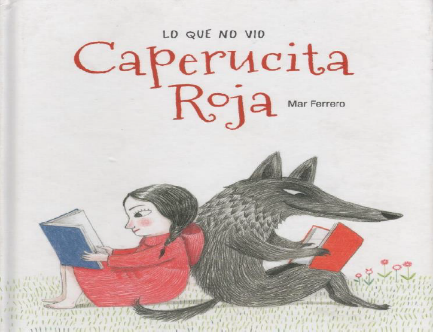 LO QUE NO VIO
Caperucita
Roja
Mar Ferrero